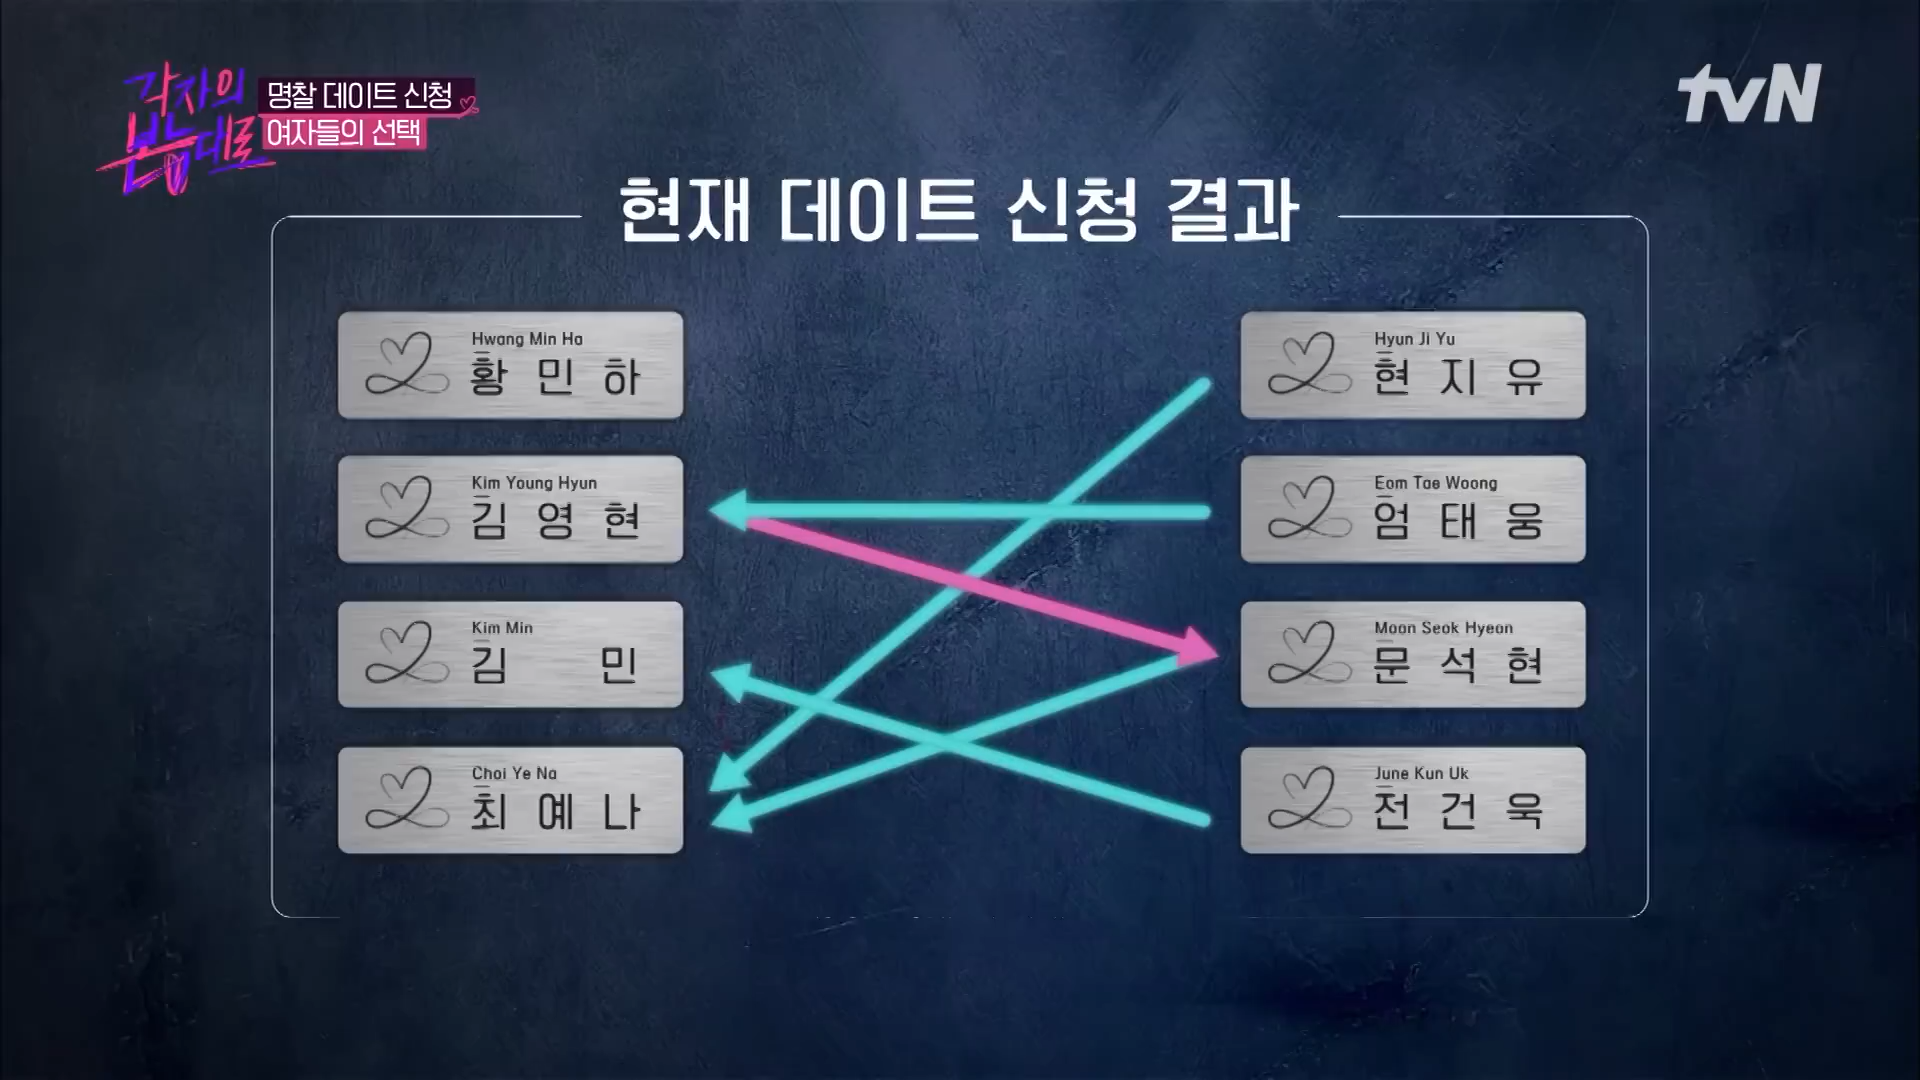 각자의
본능대로
명찰 데이트 신청
여자들의 선택
tvN
현재 데이트 신청 결과
Hwang Min Ha
황 민 하
Kim Young Hyun
김 영 현
Kim Min
김 민
Choi Ye Na
최 예 나
Hyun Ji Yu
현 지 유
Eom Tae Woong
엄 태 웅
Moon Seok Hyeon
문 석 현
June Kun Uk
전 건 욱